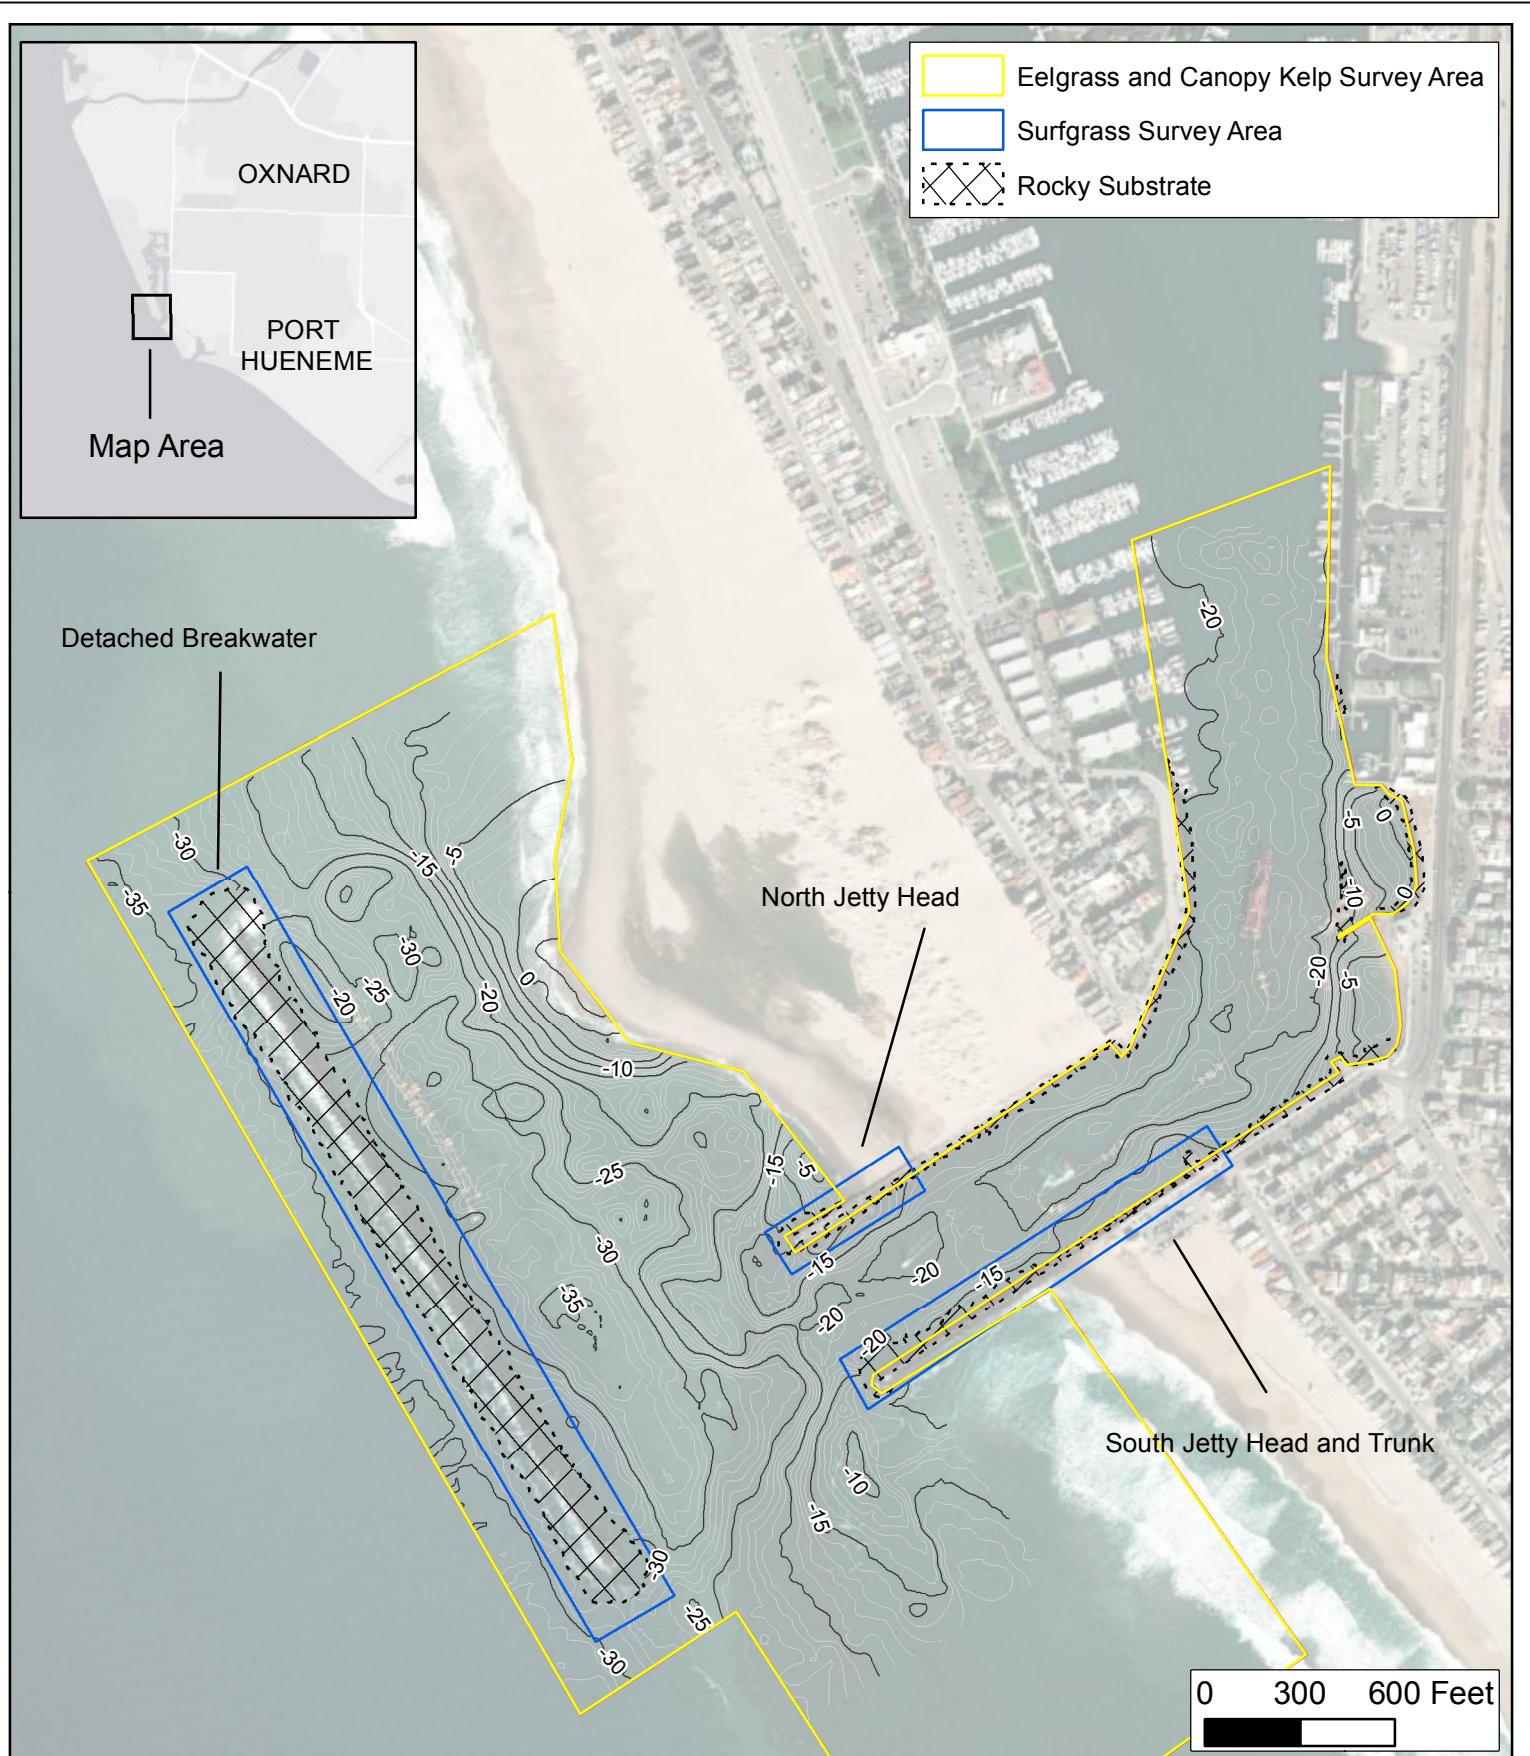 OXNARD
PORT
HUENEME
Map Area
Eelgrass and Canopy Kelp Survey Area
Surfgrass Survey Area
Rocky Substrate
Detached Breakwater
North Jetty Head
South Jetty Head and Trunk
-20
-5
0
-10
0
-20
-5
-30
-35
-15
-5
-30
-25
-20
-20
0
-10
-25
-15
-5
-30
-35
-15
-20
-20
-15
-20
-10
-15
-30
-25
-30
0 300 600 Feet